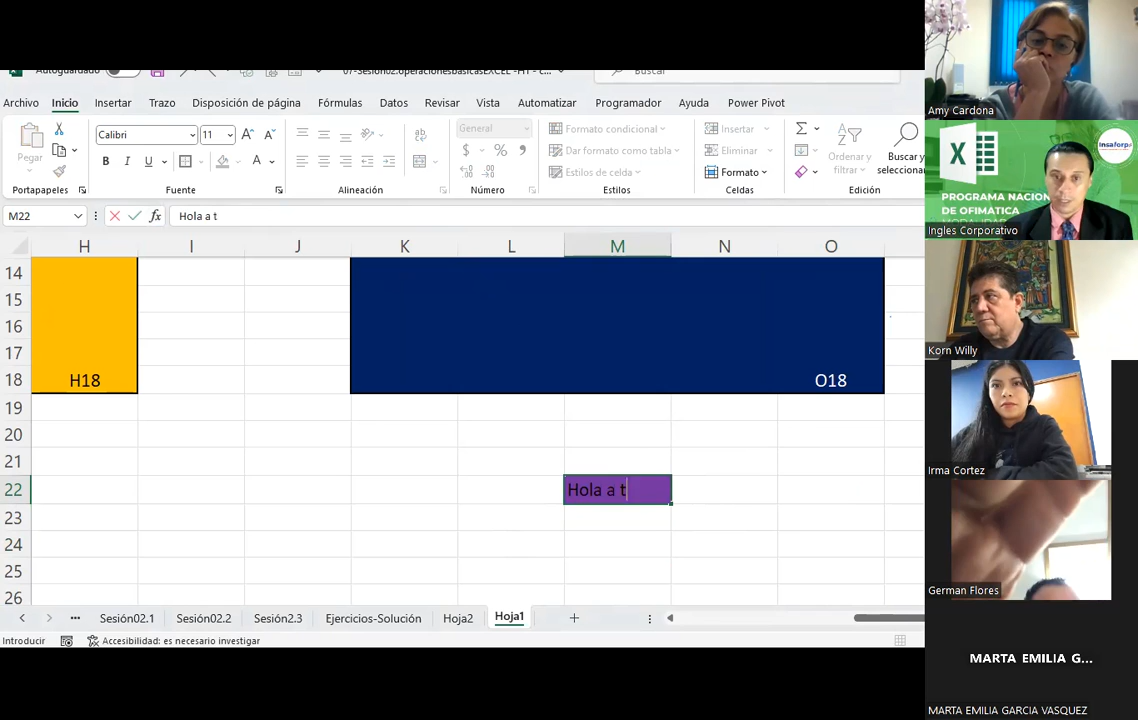 Autoguardado
07-Sesión02.operacionesbasicasEXCEL -H1 - c...
Buscar
Archivo Inicio Insertar Trazo Disposición de página Fórmulas Datos Revisar Vista Automatizar Programador Ayuda Power Pivot
Pegar
Calibri 11
N K S
General
$ %
Formato condicional
Dar formato como tabla
Estilos de celda
Insertar
Eliminar
Formato
Ordenar y
filtrar
Buscar y
seleccionar
Portapapeles Fuente Alineación Número Estilos Celdas Edición
M22 fx Hola a t
H I J K L M N O
14
15
16
17
18 H18 O18
19
20
21
22 Hola a t
23
24
25
26
Sesión02.1 Sesión02.2 Sesión2.3 Ejercicios-Solución Hoja2 Hoja1
Introducir Accesibilidad: es necesario investigar
Amy Cardona
X
Insaforp
PROGRAMA NACION
DE OFIMATICA
Ingles Corporativo
Korn Willy
Irma Cortez
German Flores
MARTA EMILIA G...
MARTA EMILIA GARCIA VASQUEZ